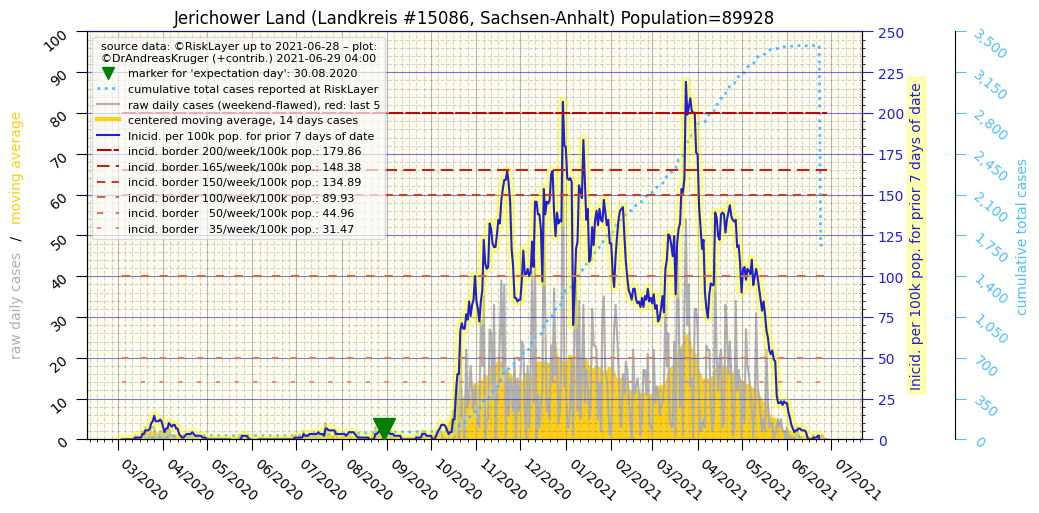 Jerichower Land (Landkreis #15086, Sachsen-Anhalt) Population=89928
source data: ©RiskLayer up to 2021-06-28 – plot:
©DrAndreasKruger (+contrib.) 2021-06-29 04:00
marker for 'expectation day': 30.08.2020
cumulative total cases reported at RiskLayer
raw daily cases (weekend-flawed), red: last 5
centered moving average, 14 days cases
Inicid. per 100k pop. for prior 7 days of date
incid. border 200/week/100k pop.: 179.86
incid. border 165/week/100k pop.: 148.38
incid. border 150/week/100k pop.: 134.89
incid. border 100/week/100k pop.: 89.93
incid. border   50/week/100k pop.: 44.96
incid. border   35/week/100k pop.: 31.47
raw daily cases / moving average
100
90
80
70
60
50
40
30
20
10
0
250
225
200
175
150
125
100
75
50
25
0
Inicid. per 100k pop. for prior 7 days of date
3,500
3,150
2,800
2,450
2,100
1,750
1,400
1,050
700
350
0
cumulative total cases
03/2020
04/2020
05/2020
06/2020
07/2020
08/2020
09/2020
10/2020
11/2020
12/2020
01/2021
02/2021
03/2021
04/2021
05/2021
06/2021
07/2021